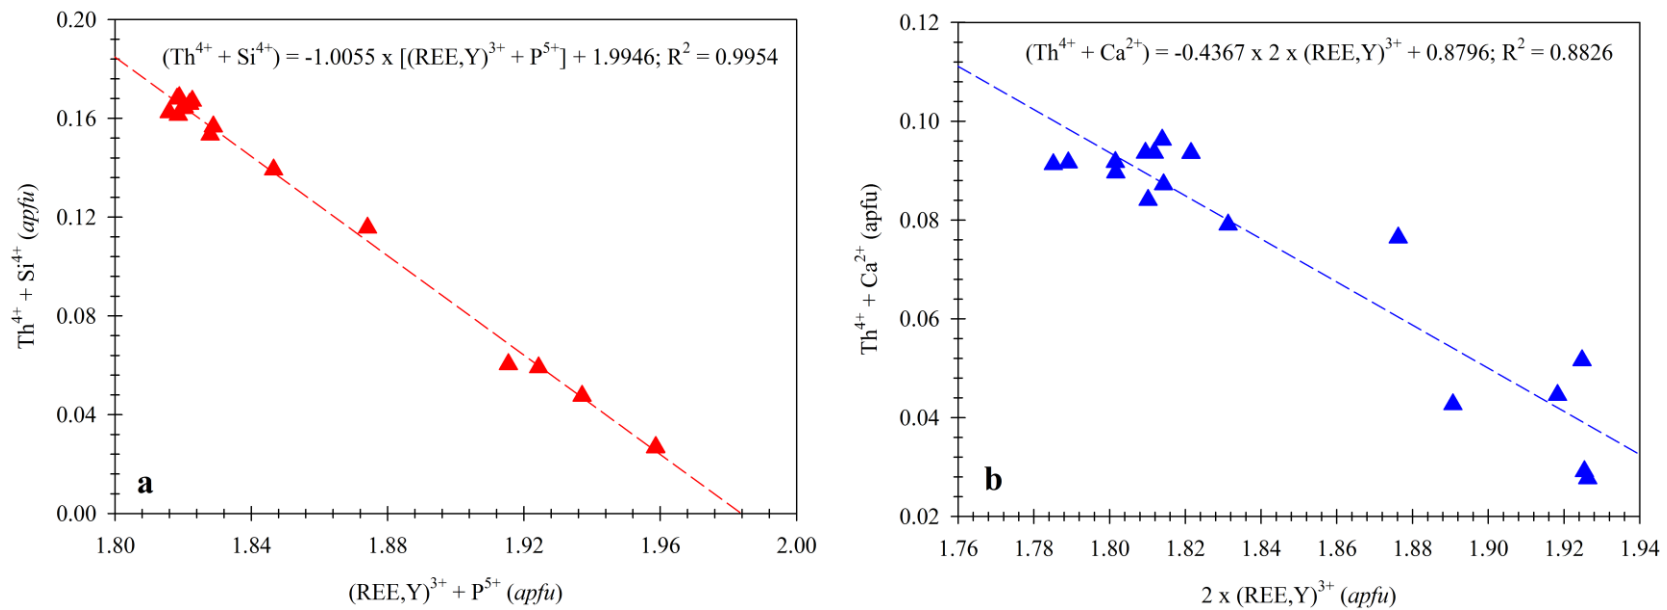 (Th⁴⁺ + Si⁴⁺) = -1.0055 x [(REE,Y)³⁺ + P⁵⁺] + 1.9946; R² = 0.9954
0.20
0.16
0.12
0.08
0.04
0.00
Th⁴⁺ + Si⁴⁺ (apfu)
a
1.80 1.84 1.88 1.92 1.96 2.00
(REE,Y)³⁺ + P⁵⁺ (apfu)
(Th⁴⁺ + Ca²⁺) = -0.4367 x 2 x (REE,Y)³⁺ + 0.8796; R² = 0.8826
0.12
0.10
0.08
0.06
0.04
0.02
Th⁴⁺ + Ca²⁺ (apfu)
b
1.76 1.78 1.80 1.82 1.84 1.86 1.88 1.90 1.92 1.94
2 x (REE,Y)³⁺ (apfu)